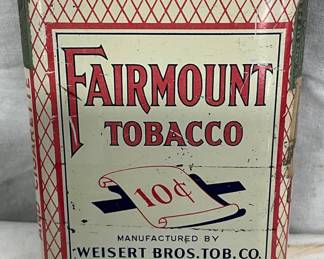 FAIRMOUNT
TOBACCO
10¢
MANUFACTURED BY
WEISERT BROS. TOB. CO.